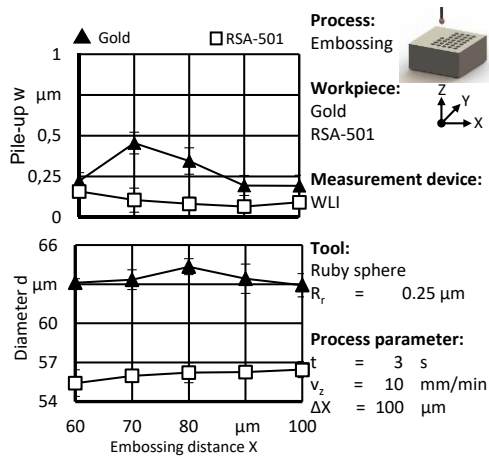 Gold
RSA-501
1
μm
0,5
0,25
0
Pile-up w
66
μm
60
57
54
Diameter d
60
70
80
μm
100
Embossing distance X
Process:
Embossing
Workpiece:
Gold
RSA-501
Z
Y
X
Measurement device:
WLI
Tool:
Ruby sphere
Rr = 0.25 μm
Process parameter:
t = 3 s
vz = 10 mm/min
ΔX = 100 μm